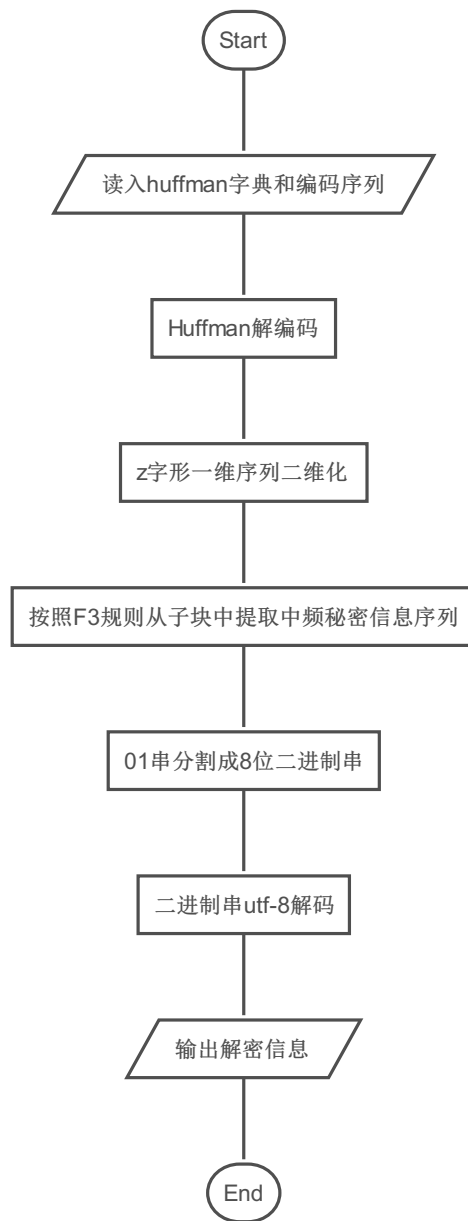 Start
读入huffman字典和编码序列
Huffman解编码
z字形一维序列二维化
按照F3规则从子块中提取中频秘密信息序列
01串分割成8位二进制串
二进制串utf-8解码
输出解密信息
End